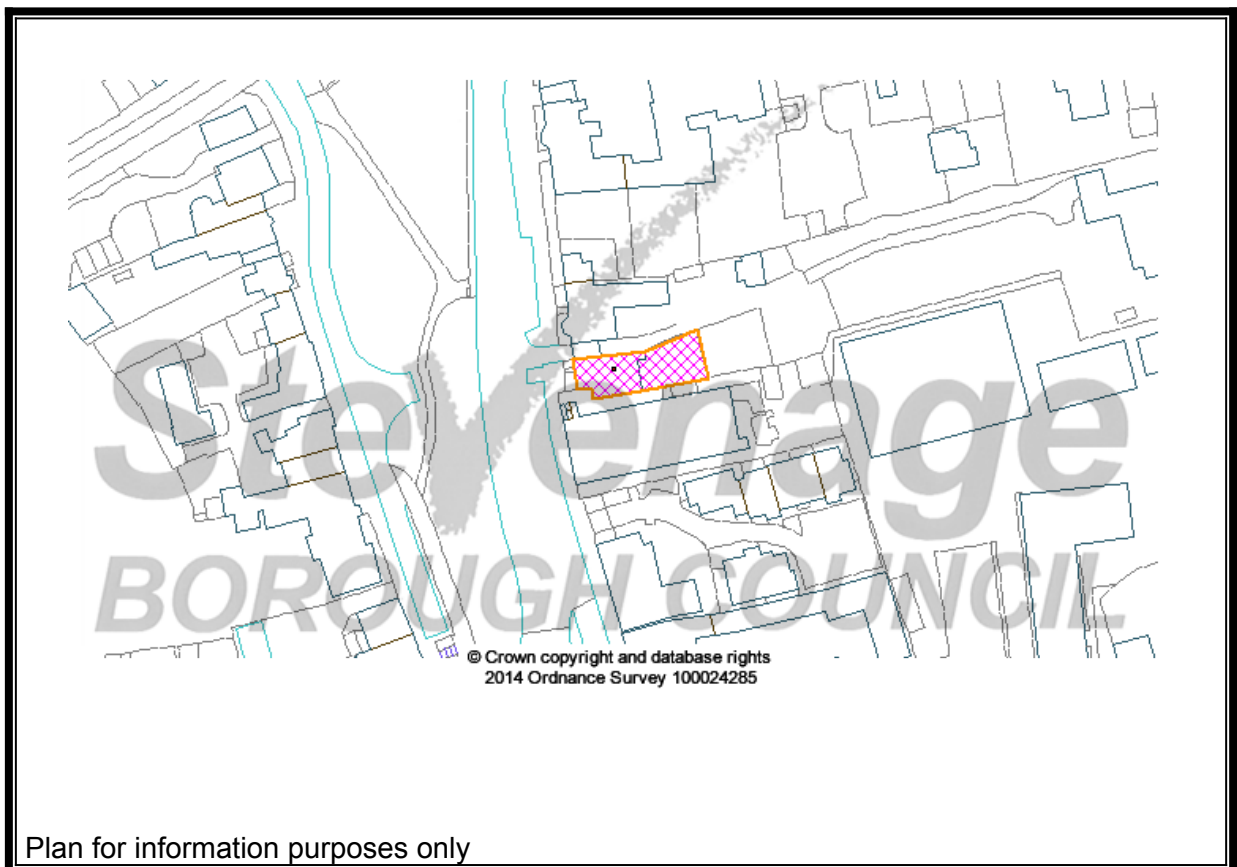 Stevenage
BOROUGH COUNCIL
© Crown copyright and database rights
2014 Ordnance Survey 100024285
Plan for information purposes only